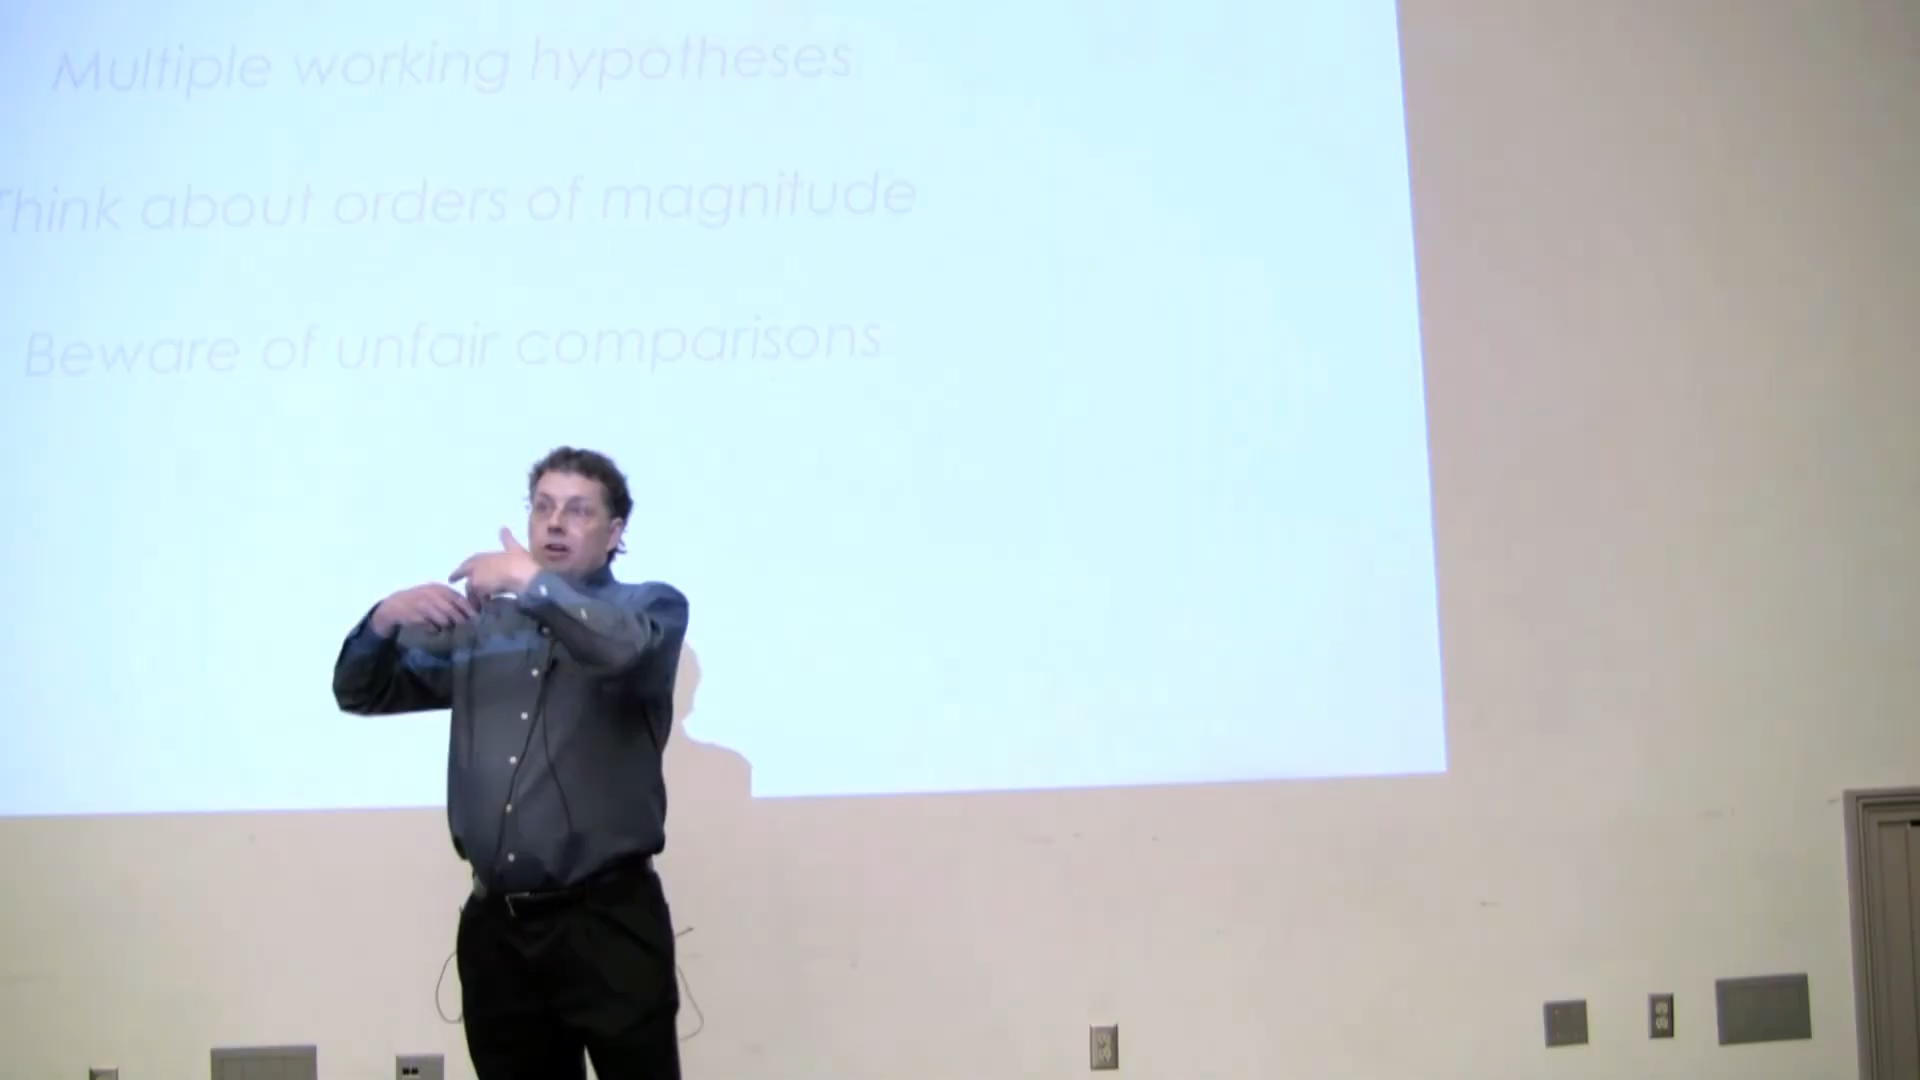 Multiple working hypotheses
Think about orders of magnitude
Beware of unfair comparisons